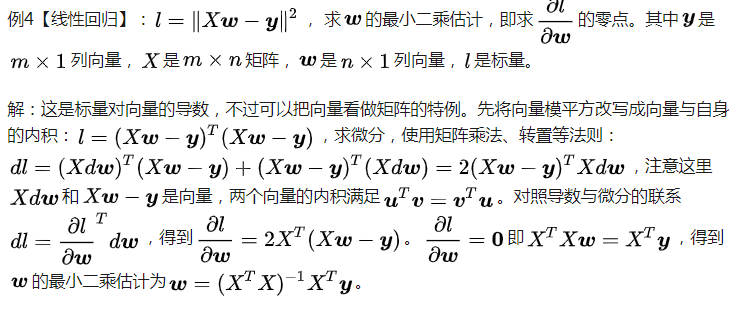 例4【线性回归】：$l = \|X\boldsymbol{w} - \boldsymbol{y}\|^2$，求$\boldsymbol{w}$的最小二乘估计，即求$\dfrac{\partial l}{\partial \boldsymbol{w}}$的零点。其中$\boldsymbol{y}$是
$m \times 1$列向量，$X$是$m \times n$矩阵，$\boldsymbol{w}$是$n \times 1$列向量，$l$是标量。
解：这是标量对向量的导数，不过可以把向量看做矩阵的特例。先将向量模平方改写成向量与自身
的内积：$l = (X\boldsymbol{w} - \boldsymbol{y})^T(X\boldsymbol{w} - \boldsymbol{y})$，求微分，使用矩阵乘法、转置等法则：
$dl = (Xd\boldsymbol{w})^T(X\boldsymbol{w} - \boldsymbol{y}) + (X\boldsymbol{w} - \boldsymbol{y})^T(Xd\boldsymbol{w}) = 2(X\boldsymbol{w} - \boldsymbol{y})^T Xd\boldsymbol{w}$，注意这里
$Xd\boldsymbol{w}$和$X\boldsymbol{w} - \boldsymbol{y}$是向量，两个向量的内积满足$\boldsymbol{u}^T\boldsymbol{v} = \boldsymbol{v}^T\boldsymbol{u}$。对照导数与微分的联系
$dl = \dfrac{\partial l}{\partial \boldsymbol{w}}^T d\boldsymbol{w}$，得到$\dfrac{\partial l}{\partial \boldsymbol{w}} = 2X^T(X\boldsymbol{w} - \boldsymbol{y})$。$\dfrac{\partial l}{\partial \boldsymbol{w}} = \boldsymbol{0}$即$X^TX\boldsymbol{w} = X^T\boldsymbol{y}$，得到
$\boldsymbol{w}$的最小二乘估计为$\boldsymbol{w} = (X^TX)^{-1}X^T\boldsymbol{y}$。